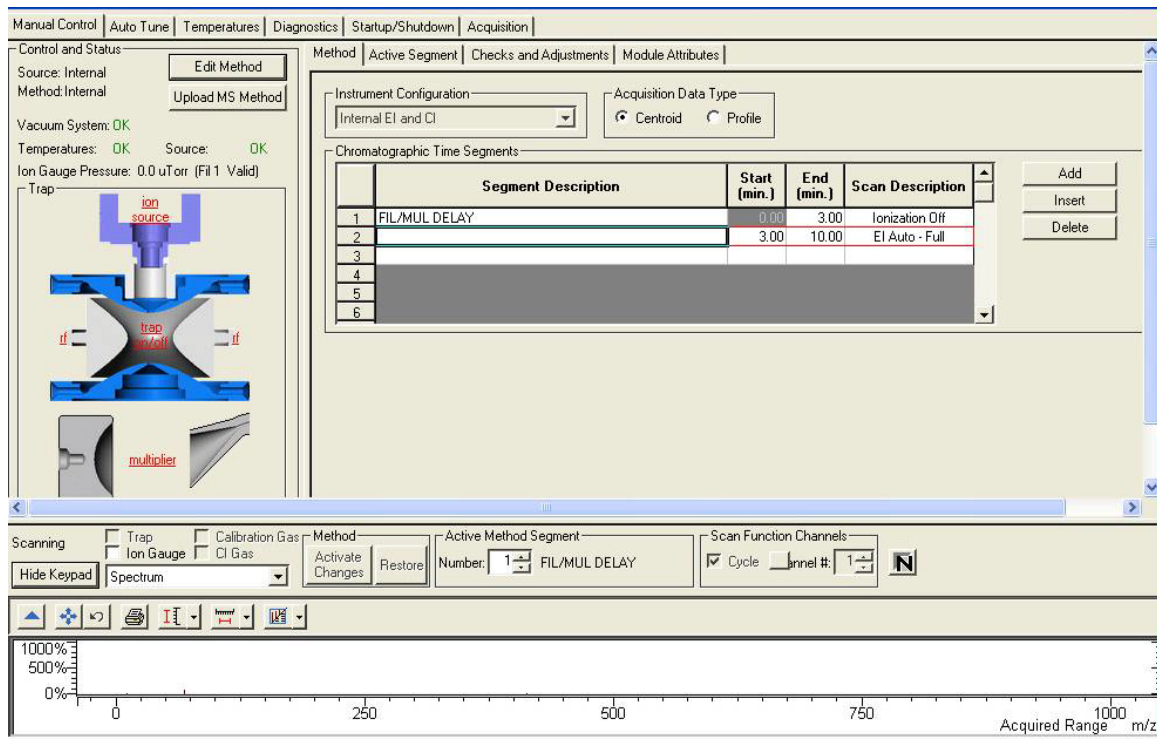 Manual Control Auto Tune Temperatures Diagnostics Startup/Shutdown Acquisition
Control and Status
Source: Internal
Method: Internal
Edit Method
Upload MS Method
Vacuum System: OK
Temperatures: OK Source: OK
Ion Gauge Pressure: 0.0 uTorr (Fil 1 Valid)
Trap
ion
source
rf
trap
on/off
rf
multiplier
Method Active Segment Checks and Adjustments Module Attributes
Instrument Configuration
Internal EI and CI
Acquisition Data Type
Centroid Profile
Chromatographic Time Segments
Segment Description Start (min.) End (min.) Scan Description
1 FIL/MUL DELAY 0.00 3.00 Ionization Off
2 3.00 10.00 EI Auto - Full
3
4
5
6
Add
Insert
Delete
Scanning
Trap Calibration Gas
Ion Gauge CI Gas
Hide Keypad Spectrum
Method
Activate Changes Restore
Active Method Segment
Number: 1 FIL/MUL DELAY
Scan Function Channels
Cycle annel #: 1
N
1000%
500%
0%
0 250 500 750 1000
Acquired Range m/z